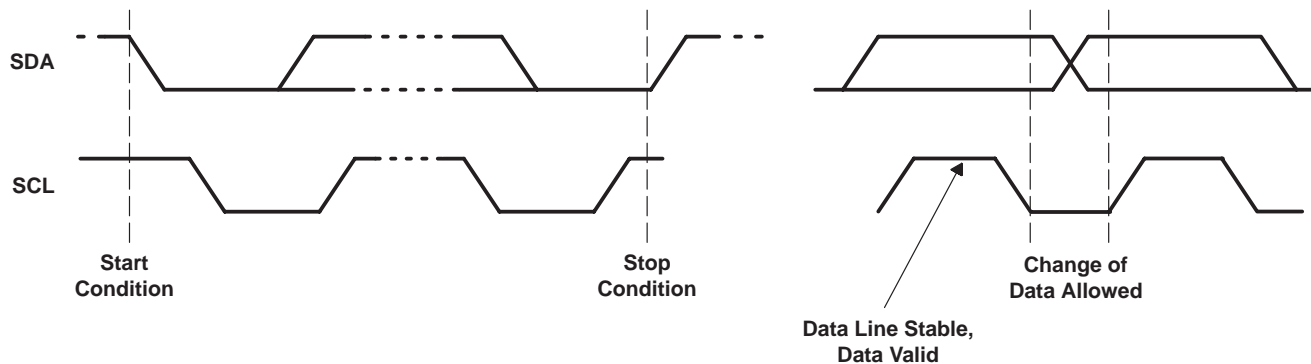 SDA
SCL
Start
Condition
Stop
Condition
Change of
Data Allowed
Data Line Stable,
Data Valid